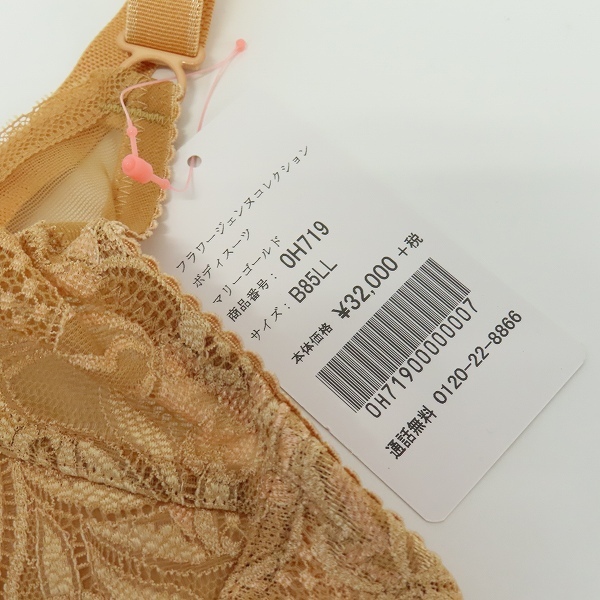 フラワージェンヌコレクション
ボディスーツ
マリーゴールド
商品番号： 0H719
サイズ： B85LL
本体価格 ¥32,000 +税
0H71900000007
通話無料 0120-22-8866